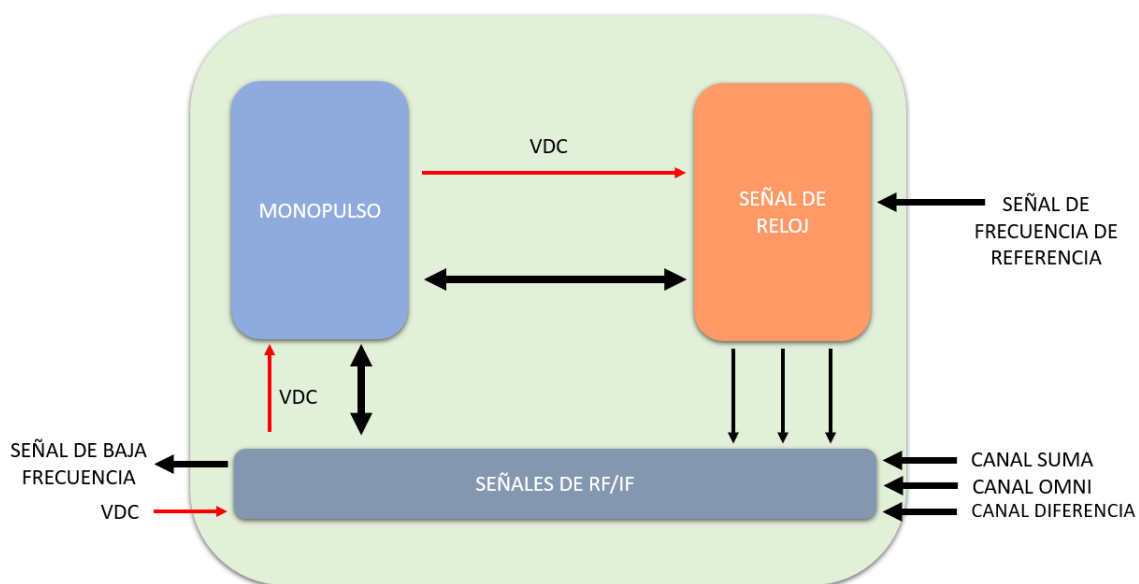 VDC
MONOPULSO
SEÑAL DE
RELOJ
SEÑAL DE
FRECUENCIA DE
REFERENCIA
VDC
SEÑAL DE BAJA
FRECUENCIA
SEÑALES DE RF/IF
CANAL SUMA
CANAL OMNI
CANAL DIFERENCIA
VDC